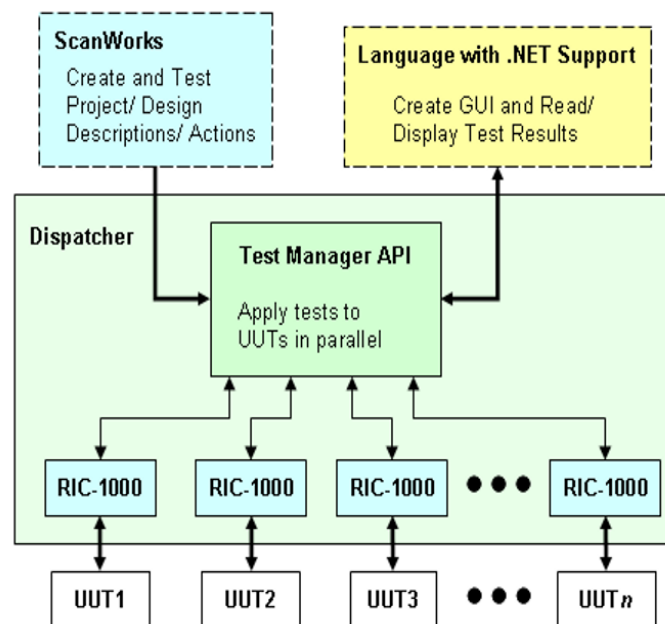 ScanWorks
Create and Test
Project/ Design
Descriptions/ Actions
Language with .NET Support
Create GUI and Read/
Display Test Results
Dispatcher
Test Manager API
Apply tests to
UUTs in parallel
RIC-1000
RIC-1000
RIC-1000
RIC-1000
UUT1
UUT2
UUT3
UUTn